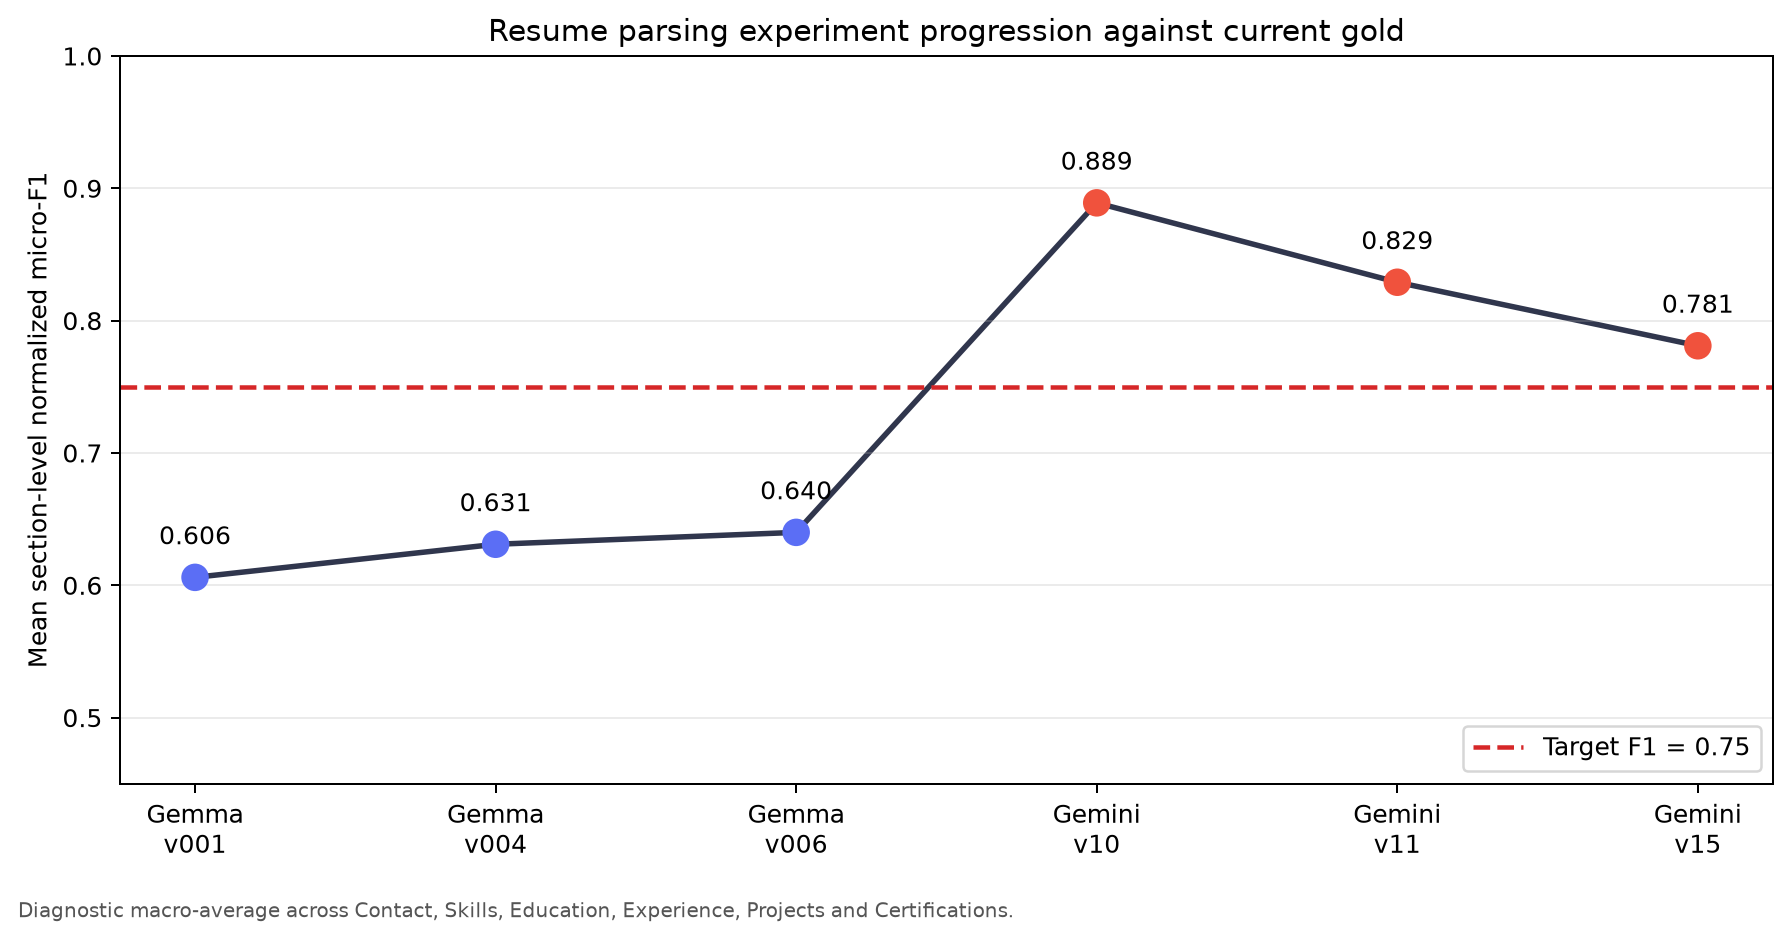 Resume parsing experiment progression against current gold
Mean section-level normalized micro-F1
1.0
0.9
0.8
0.7
0.6
0.5
0.606
0.631
0.640
0.889
0.829
0.781
Target F1 = 0.75
Gemma
v001
Gemma
v004
Gemma
v006
Gemini
v10
Gemini
v11
Gemini
v15
Diagnostic macro-average across Contact, Skills, Education, Experience, Projects and Certifications.